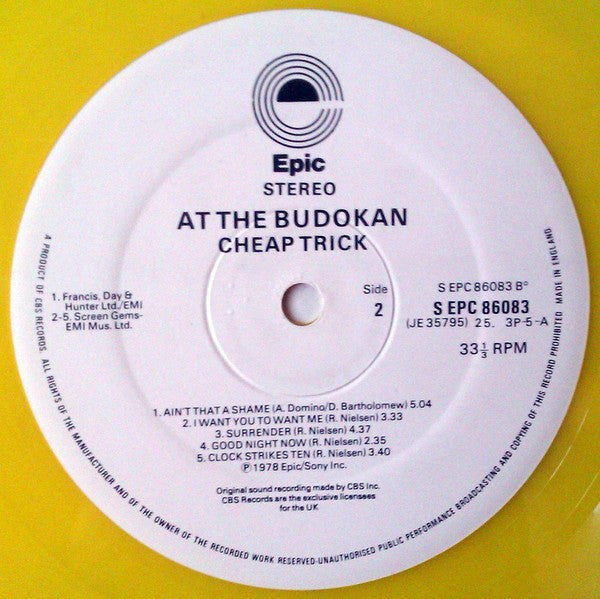 Epic
STEREO
AT THE BUDOKAN
CHEAP TRICK
1. Francis, Day &
Hunter Ltd./EMI
2-5. Screen Gems-
EMI Mus. Ltd.
Side
2
S EPC 86083 B°
S EPC 86083
(JE 35795) 25. 3P-5-A
33⅓ RPM
1. AIN'T THAT A SHAME (A. Domino/D. Bartholomew) 5.04
2. I WANT YOU TO WANT ME (R. Nielsen) 3.33
3. SURRENDER (R. Nielsen) 4.37
4. GOOD NIGHT NOW (R. Nielsen) 2.35
5. CLOCK STRIKES TEN (R. Nielsen) 3.40
℗ 1978 Epic/Sony Inc.
Original sound recording made by CBS Inc.
CBS Records are the exclusive licensees
for the UK
A PRODUCT OF CBS RECORDS. ALL RIGHTS OF THE MANUFACTURER AND OF THE OWNER OF THE RECORDED WORK RESERVED-UNAUTHORISED PUBLIC PERFORMANCE BROADCASTING AND COPYING OF THIS RECORD PROHIBITED MADE IN ENGLAND